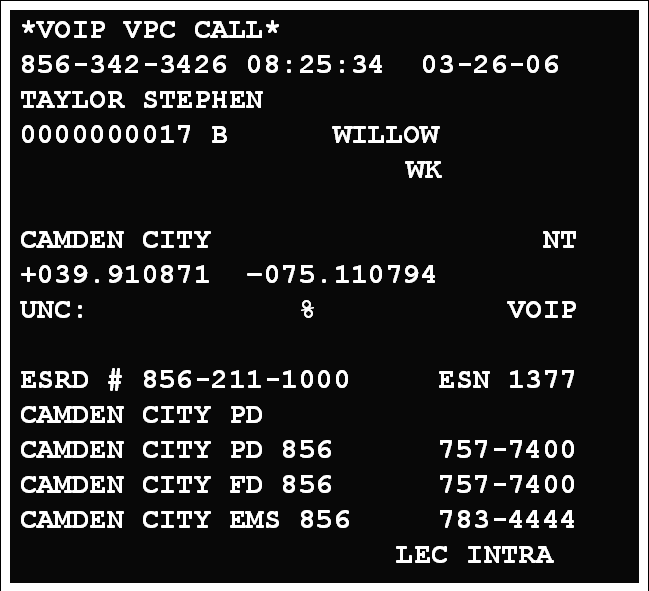 *VOIP VPC CALL*
856-342-3426 08:25:34 03-26-06
TAYLOR STEPHEN
0000000017 B WILLOW
WK
CAMDEN CITY NT
+039.910871 -075.110794
UNC: % VOIP
ESRD # 856-211-1000 ESN 1377
CAMDEN CITY PD
CAMDEN CITY PD 856 757-7400
CAMDEN CITY FD 856 757-7400
CAMDEN CITY EMS 856 783-4444
LEC INTRA